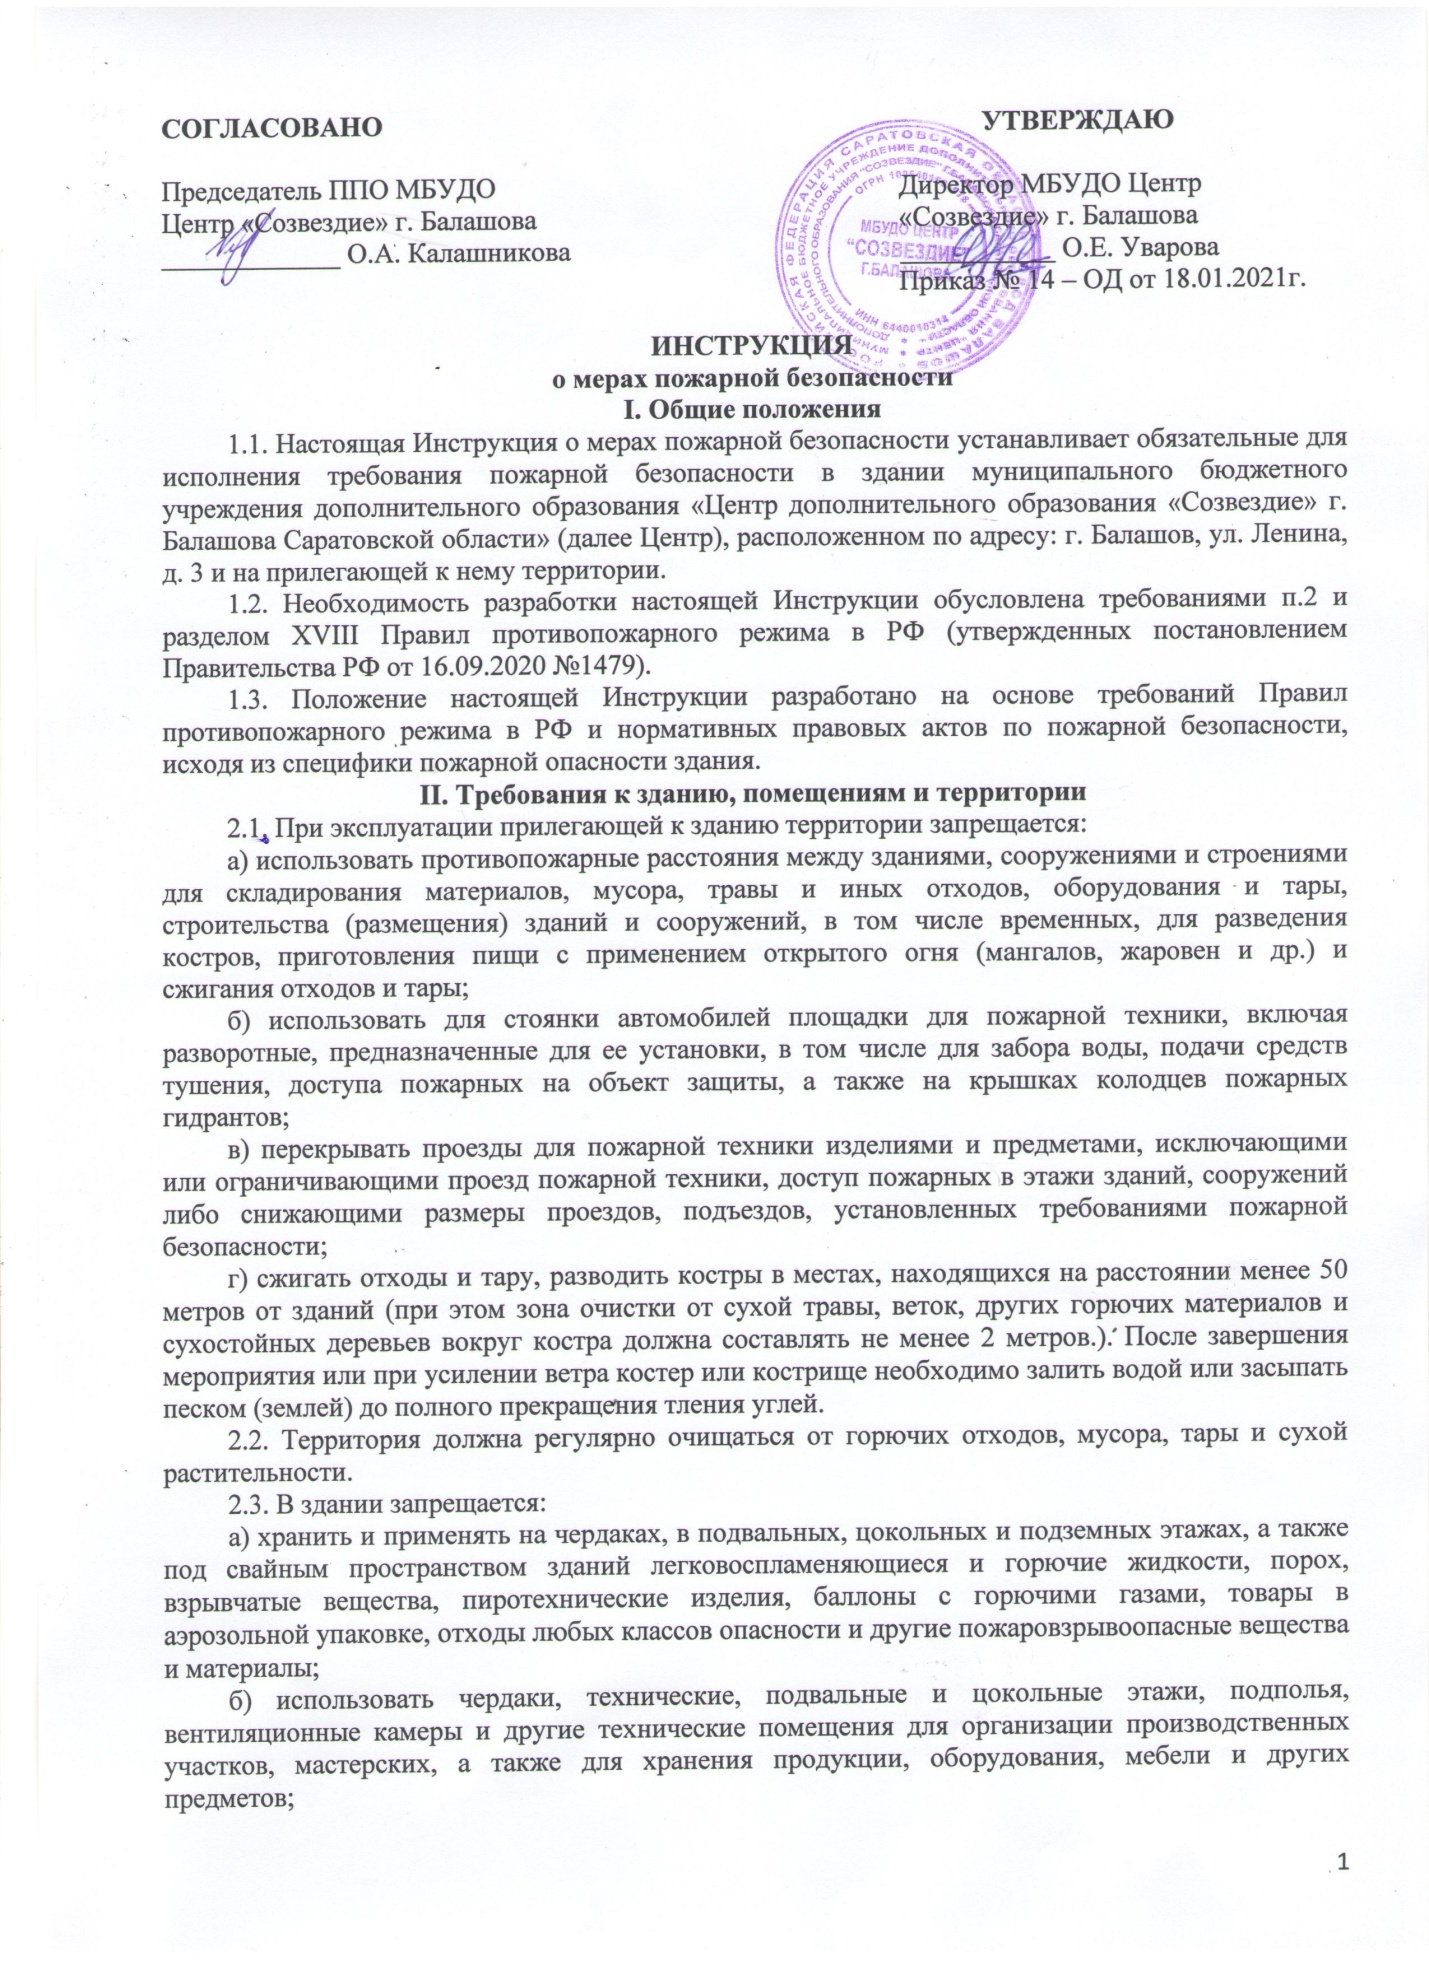 СОГЛАСОВАНО
УТВЕРЖДАЮ
Председатель ППО МБУДО
Центр «Созвездие» г. Балашова
______________ О.А. Калашникова
Директор МБУДО Центр
«Созвездие» г. Балашова
____________ О.Е. Уварова
Приказ № 14 – ОД от 18.01.2021г.
МБУДО ЦЕНТР
"СОЗВЕЗДИЕ"
Г.БАЛАШОВА
ИНН 6440010314
ИНСТРУКЦИЯ
о мерах пожарной безопасности
I. Общие положения
1.1. Настоящая Инструкция о мерах пожарной безопасности устанавливает обязательные для
исполнения требования пожарной безопасности в здании муниципального бюджетного
учреждения дополнительного образования «Центр дополнительного образования «Созвездие» г.
Балашова Саратовской области» (далее Центр), расположенном по адресу: г. Балашов, ул. Ленина,
д. 3 и на прилегающей к нему территории.
1.2. Необходимость разработки настоящей Инструкции обусловлена требованиями п.2 и
разделом XVIII Правил противопожарного режима в РФ (утвержденных постановлением
Правительства РФ от 16.09.2020 №1479).
1.3. Положение настоящей Инструкции разработано на основе требований Правил
противопожарного режима в РФ и нормативных правовых актов по пожарной безопасности,
исходя из специфики пожарной опасности здания.
II. Требования к зданию, помещениям и территории
2.1. При эксплуатации прилегающей к зданию территории запрещается:
а) использовать противопожарные расстояния между зданиями, сооружениями и строениями
для складирования материалов, мусора, травы и иных отходов, оборудования и тары,
строительства (размещения) зданий и сооружений, в том числе временных, для разведения
костров, приготовления пищи с применением открытого огня (мангалов, жаровен и др.) и
сжигания отходов и тары;
б) использовать для стоянки автомобилей площадки для пожарной техники, включая
разворотные, предназначенные для ее установки, в том числе для забора воды, подачи средств
тушения, доступа пожарных на объект защиты, а также на крышках колодцев пожарных
гидрантов;
в) перекрывать проезды для пожарной техники изделиями и предметами, исключающими
или ограничивающими проезд пожарной техники, доступ пожарных в этажи зданий, сооружений
либо снижающими размеры проездов, подъездов, установленных требованиями пожарной
безопасности;
г) сжигать отходы и тару, разводить костры в местах, находящихся на расстоянии менее 50
метров от зданий (при этом зона очистки от сухой травы, веток, других горючих материалов и
сухостойных деревьев вокруг костра должна составлять не менее 2 метров.). После завершения
мероприятия или при усилении ветра костер или кострище необходимо залить водой или засыпать
песком (землей) до полного прекращения тления углей.
2.2. Территория должна регулярно очищаться от горючих отходов, мусора, тары и сухой
растительности.
2.3. В здании запрещается:
а) хранить и применять на чердаках, в подвальных, цокольных и подземных этажах, а также
под свайным пространством зданий легковоспламеняющиеся и горючие жидкости, порох,
взрывчатые вещества, пиротехнические изделия, баллоны с горючими газами, товары в
аэрозольной упаковке, отходы любых классов опасности и другие пожаровзрывоопасные вещества
и материалы;
б) использовать чердаки, технические, подвальные и цокольные этажи, подполья,
вентиляционные камеры и другие технические помещения для организации производственных
участков, мастерских, а также для хранения продукции, оборудования, мебели и других
предметов;
1